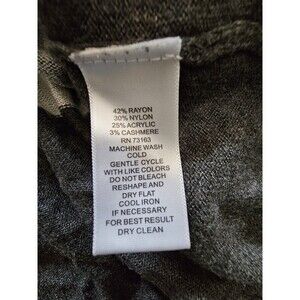 42% RAYON
30% NYLON
25% ACRYLIC
3% CASHMERE
RN 73163
MACHINE WASH
COLD
GENTLE CYCLE
WITH LIKE COLORS
DO NOT BLEACH
RESHAPE AND
DRY FLAT
COOL IRON
IF NECESSARY
FOR BEST RESULT
DRY CLEAN